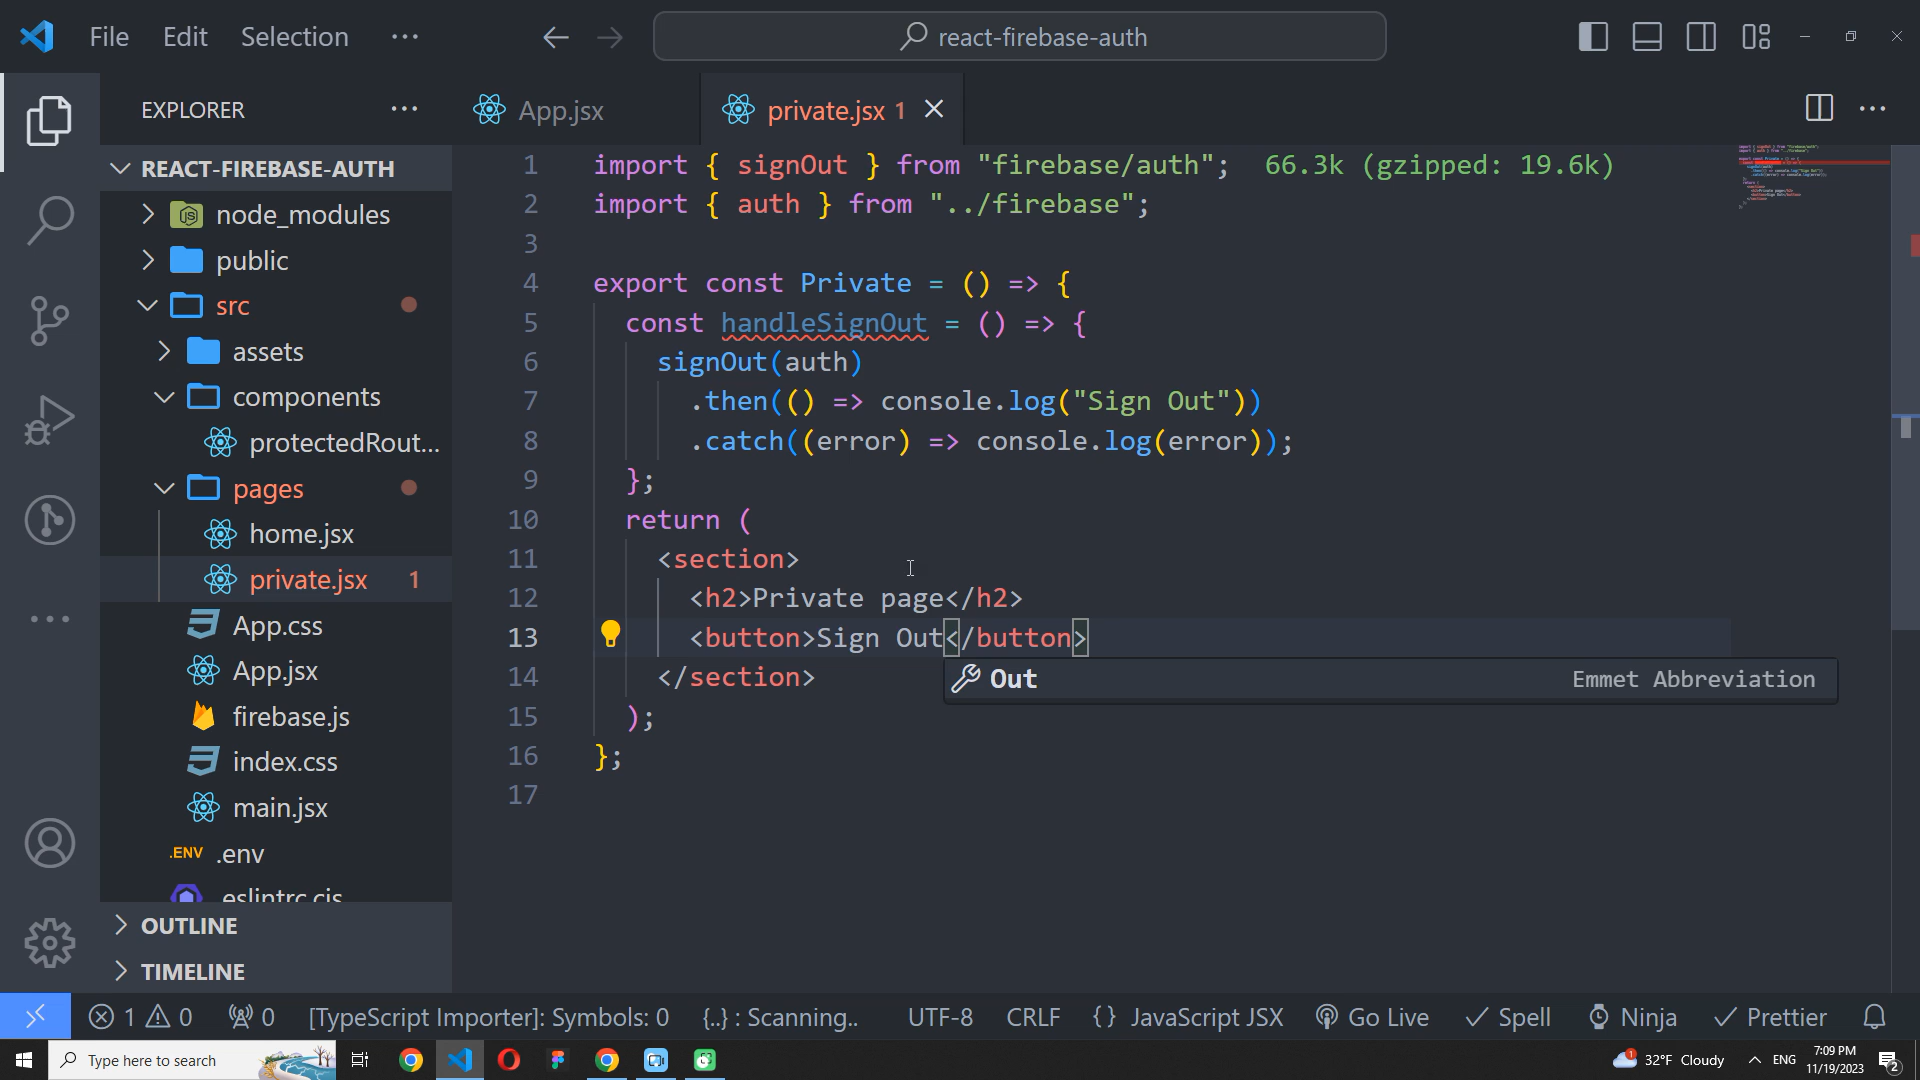 File Edit Selection ··· react-firebase-auth
EXPLORER ···
App.jsx
private.jsx 1
REACT-FIREBASE-AUTH
node_modules
public
src
assets
components
protectedRout...
pages
home.jsx
private.jsx 1
App.css
App.jsx
firebase.js
index.css
main.jsx
.ENV .env
.eslintrc.cjs
OUTLINE
TIMELINE
1 import { signOut } from "firebase/auth"; 66.3k (gzipped: 19.6k)
2 import { auth } from "../firebase";
3
4 export const Private = () => {
5 const handleSignOut = () => {
6 signOut(auth)
7 .then(() => console.log("Sign Out"))
8 .catch((error) => console.log(error));
9 };
10 return (
11 <section>
12 <h2>Private page</h2>
13 <button>Sign Out</button>
14 </section>
15 );
16 };
17
Out Emmet Abbreviation
1 0 0 [TypeScript Importer]: Symbols: 0 {..} : Scanning.. UTF-8 CRLF {} JavaScript JSX Go Live Spell Ninja Prettier
Type here to search
1 32°F Cloudy ENG
7:09 PM
11/19/2023
2